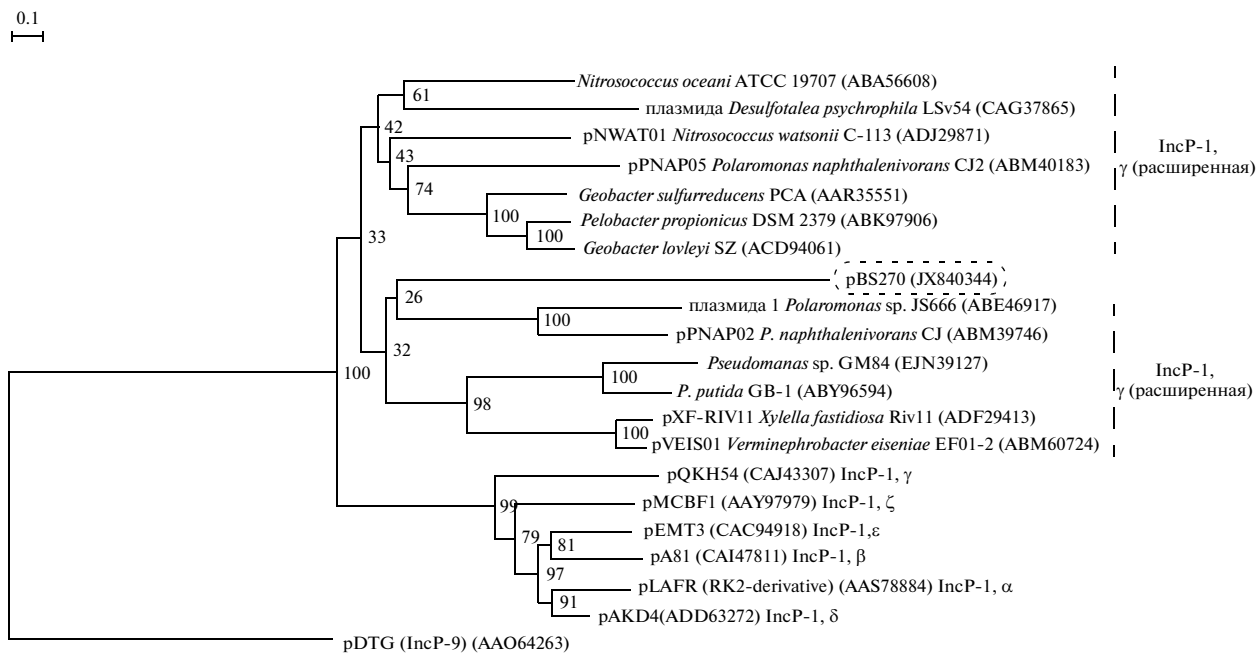 0.1
Nitrosococcus oceani ATCC 19707 (ABA56608)
61
плазмида Desulfotalea psychrophila LSv54 (CAG37865)
42
pNWAT01 Nitrosococcus watsonii C-113 (ADJ29871)
43
IncP-1,
γ (расширенная)
pPNAP05 Polaromonas naphthalenivorans CJ2 (ABM40183)
74
Geobacter sulfurreducens PCA (AAR35551)
100
Pelobacter propionicus DSM 2379 (ABK97906)
100
33
Geobacter lovleyi SZ (ACD94061)
pBS270 (JX840344)
26
плазмида 1 Polaromonas sp. JS666 (ABE46917)
100
pPNAP02 P. naphthalenivorans CJ (ABM39746)
32
Pseudomanas sp. GM84 (EJN39127)
100
100
IncP-1,
γ (расширенная)
P. putida GB-1 (ABY96594)
98
pXF-RIV11 Xylella fastidiosa Riv11 (ADF29413)
100
pVEIS01 Verminephrobacter eiseniae EF01-2 (ABM60724)
pQKH54 (CAJ43307) IncP-1, γ
99
pMCBF1 (AAY97979) IncP-1, ζ
79
pEMT3 (CAC94918) IncP-1,ε
81
pA81 (CAI47811) IncP-1, β
97
pLAFR (RK2-derivative) (AAS78884) IncP-1, α
91
pAKD4(ADD63272) IncP-1, δ
pDTG (IncP-9) (AAO64263)